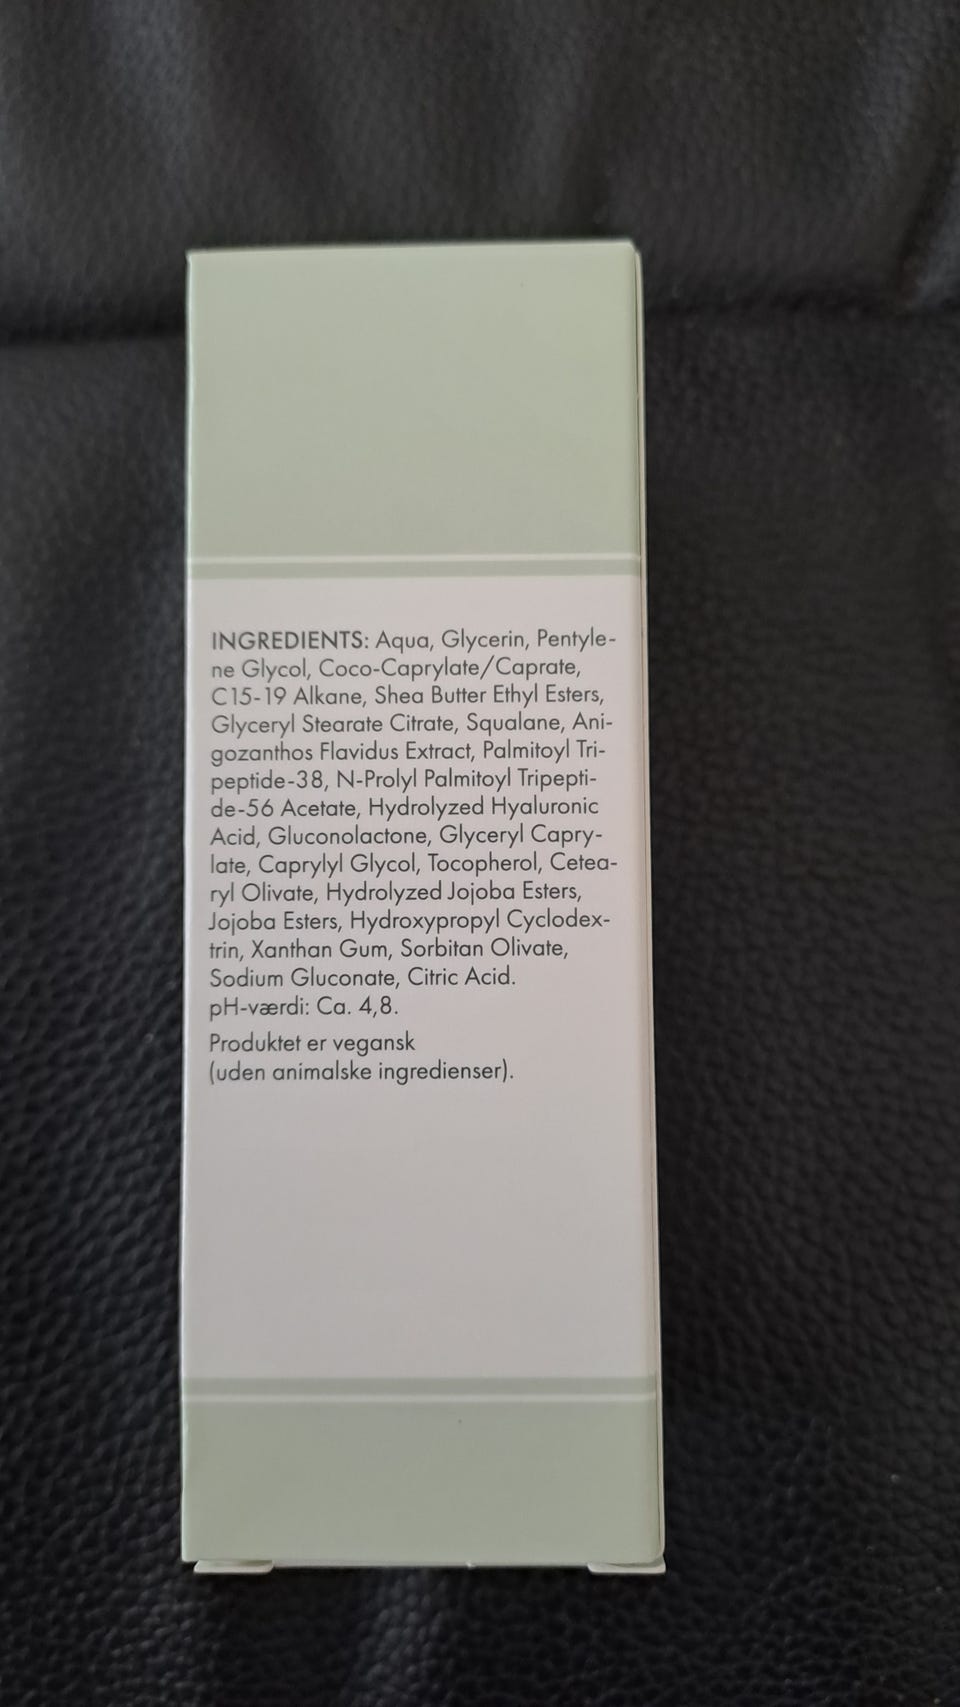 INGREDIENTS: Aqua, Glycerin, Pentyle-
ne Glycol, Coco-Caprylate/Caprate,
C15-19 Alkane, Shea Butter Ethyl Esters,
Glyceryl Stearate Citrate, Squalane, Ani-
gozanthos Flavidus Extract, Palmitoyl Tri-
peptide-38, N-Prolyl Palmitoyl Tripepti-
de-56 Acetate, Hydrolyzed Hyaluronic
Acid, Gluconolactone, Glyceryl Capry-
late, Caprylyl Glycol, Tocopherol, Cetea-
ryl Olivate, Hydrolyzed Jojoba Esters,
Jojoba Esters, Hydroxypropyl Cyclodex-
trin, Xanthan Gum, Sorbitan Olivate,
Sodium Gluconate, Citric Acid.
pH-værdi: Ca. 4,8.
Produktet er vegansk
(uden animalske ingredienser).